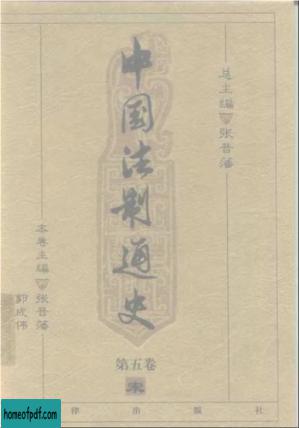 总主编 张晋藩
中国法制通史
本卷主编 张晋藩
郭成伟
第五卷
宋
律出版社
homeofpdf.com